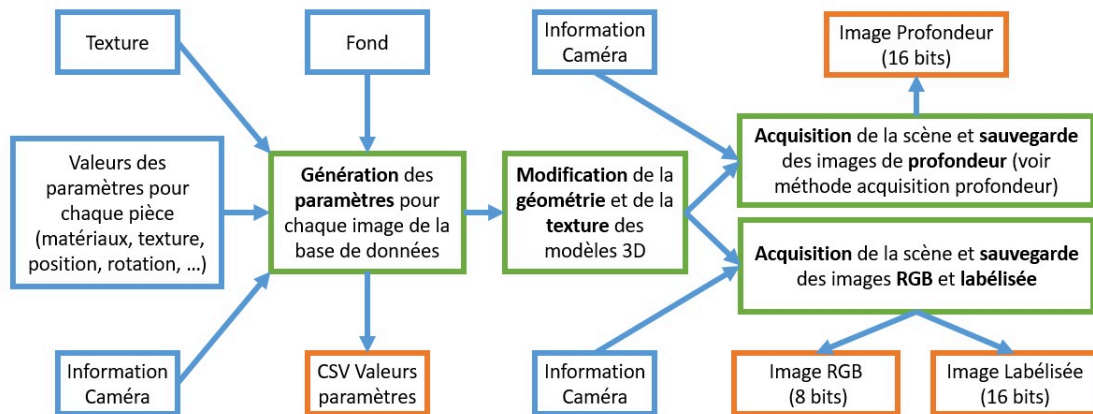 Texture
Fond
Information
Caméra
Image Profondeur
(16 bits)
Valeurs des
paramètres pour
chaque pièce
(matériaux, texture,
position, rotation, ...)
Génération des
paramètres pour
chaque image de la
base de données
Modification de la
géométrie et de la
texture des
modèles 3D
Acquisition de la scène et sauvegarde
des images de profondeur (voir
méthode acquisition profondeur)
Acquisition de la scène et sauvegarde
des images RGB et labélisée
Information
Caméra
CSV Valeurs
paramètres
Information
Caméra
Image RGB
(8 bits)
Image Labélisée
(16 bits)